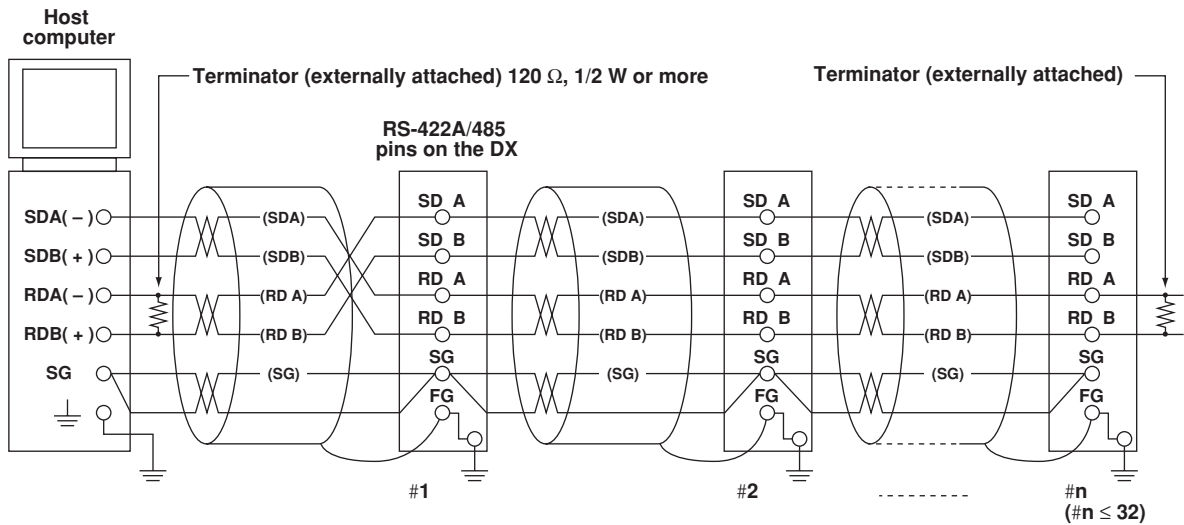 Host
computer
Terminator (externally attached) 120 Ω, 1/2 W or more
Terminator (externally attached)
RS-422A/485
pins on the DX
SDA( – )
SDB( + )
RDA( – )
RDB( + )
SG
(SDA)
(SDB)
(RD A)
(RD B)
(SG)
SD A
SD B
RD A
RD B
SG
FG
#1
(SDA)
(SDB)
(RD A)
(RD B)
(SG)
SD A
SD B
RD A
RD B
SG
FG
#2
(SDA)
(SDB)
(RD A)
(RD B)
(SG)
SD A
SD B
RD A
RD B
SG
FG
#n
(#n ≤ 32)